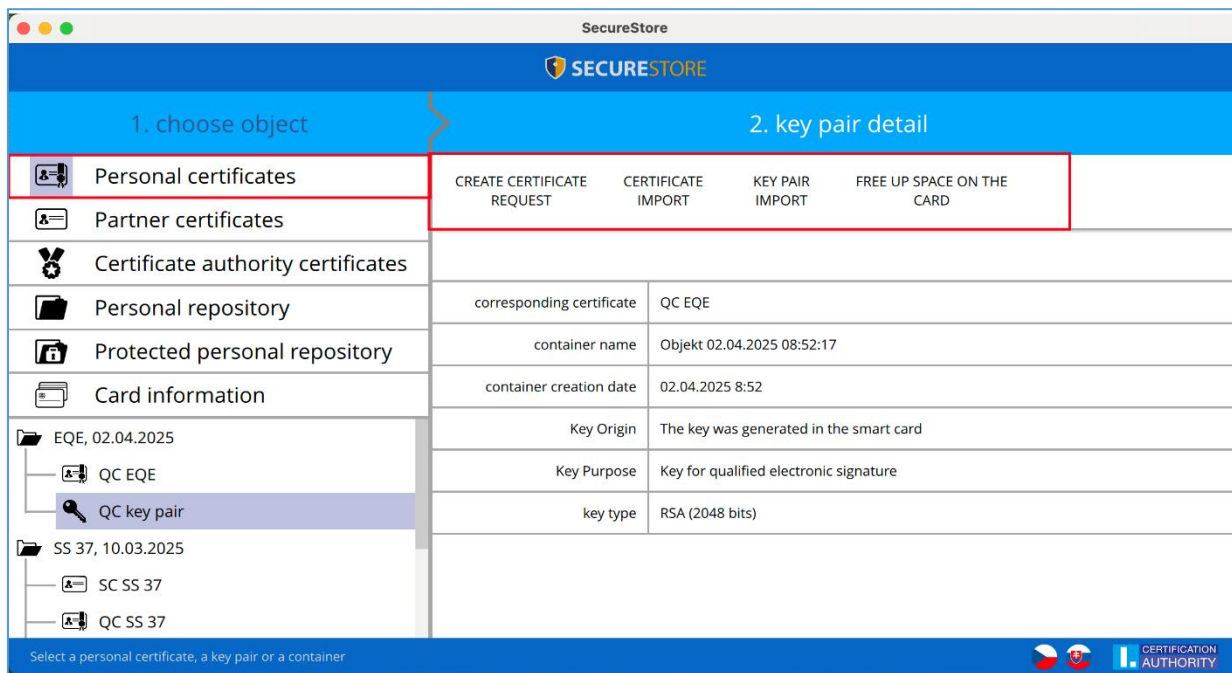 SecureStore
SECURESTORE
1. choose object
2. key pair detail
Personal certificates
Partner certificates
Certificate authority certificates
Personal repository
Protected personal repository
Card information
EQE, 02.04.2025
QC EQE
QC key pair
SS 37, 10.03.2025
SC SS 37
QC SS 37
CREATE CERTIFICATE
REQUEST
CERTIFICATE
IMPORT
KEY PAIR
IMPORT
FREE UP SPACE ON THE
CARD
corresponding certificate QC EQE
container name Objekt 02.04.2025 08:52:17
container creation date 02.04.2025 8:52
Key Origin The key was generated in the smart card
Key Purpose Key for qualified electronic signature
key type RSA (2048 bits)
Select a personal certificate, a key pair or a container
I. CERTIFICATION
AUTHORITY